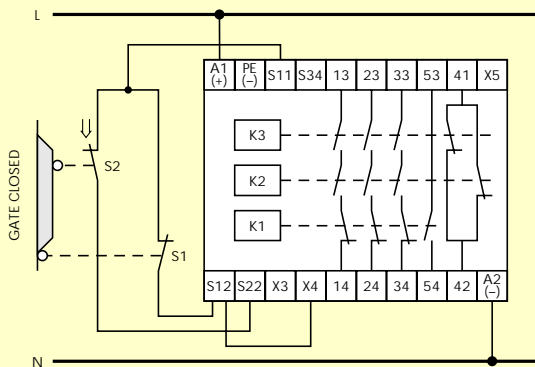 L
A1 (+) PE (−) S11 S34 13 23 33 53 41 X5
K3
K2
K1
GATE CLOSED
S2
S1
S12 S22 X3 X4 14 24 34 54 42 A2 (−)
N